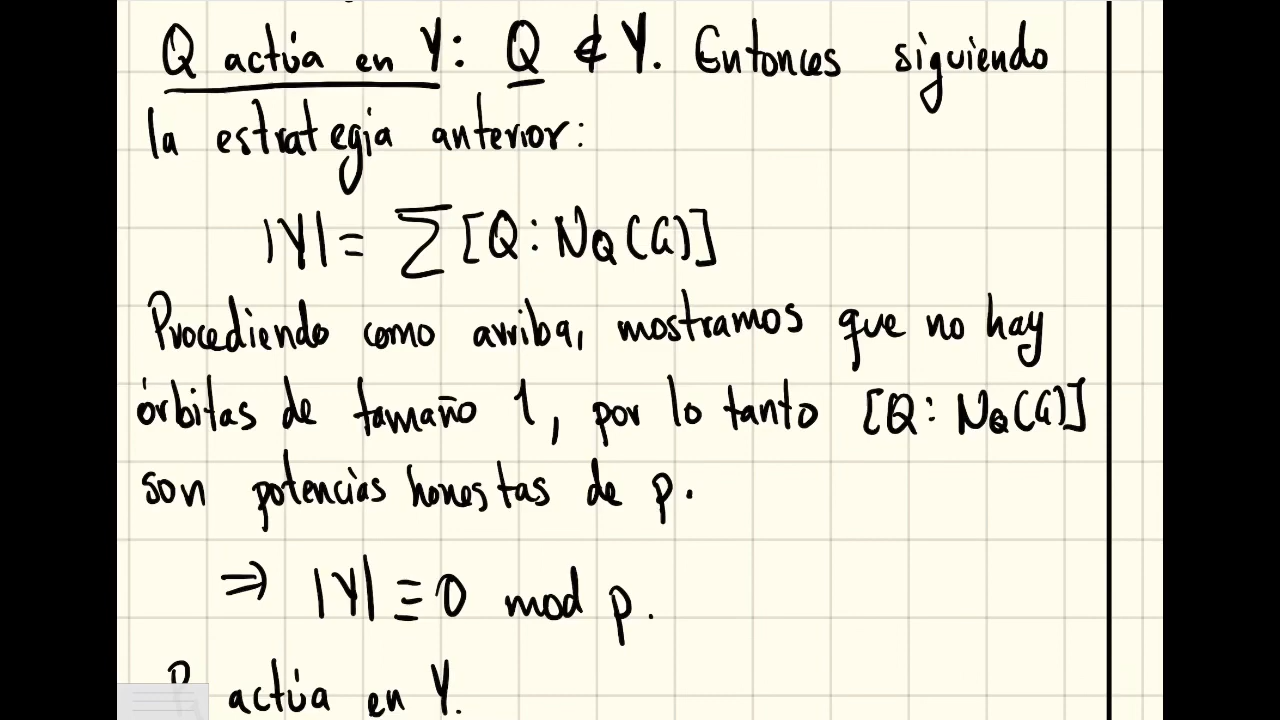 Q actúa en Y: Q ∉ Y. Entonces siguiendo
la estrategia anterior:
|Y| = ∑ [Q: N_Q(G)]
Procediendo como arriba, mostramos que no hay
órbitas de tamaño 1, por lo tanto [Q: N_Q(G)]
son potencias honestas de p.
⇒ |Y| ≡ 0 mod p.
actúa en Y.